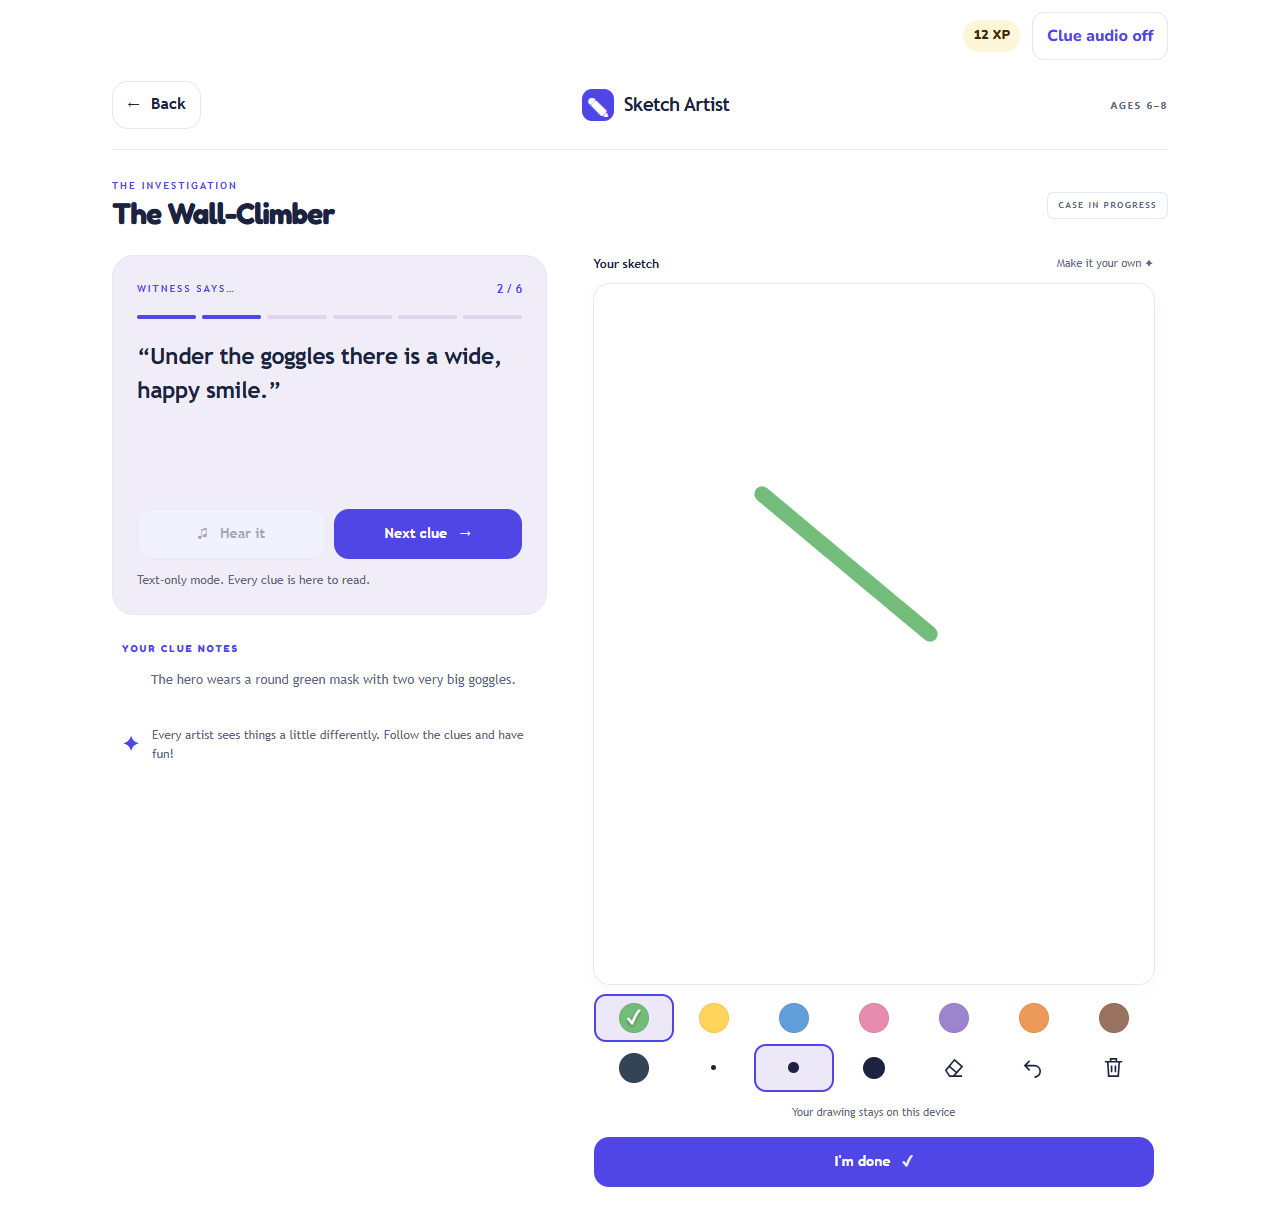 12 XP
Clue audio off
← Back
Sketch Artist
AGES 6–8
THE INVESTIGATION
The Wall-Climber
CASE IN PROGRESS
WITNESS SAYS…
2 / 6
“Under the goggles there is a wide,
happy smile.”
♫ Hear it
Next clue →
Text-only mode. Every clue is here to read.
YOUR CLUE NOTES
The hero wears a round green mask with two very big goggles.
✦ Every artist sees things a little differently. Follow the clues and have
fun!
Your sketch
Make it your own ✦
Your drawing stays on this device
I'm done ✓